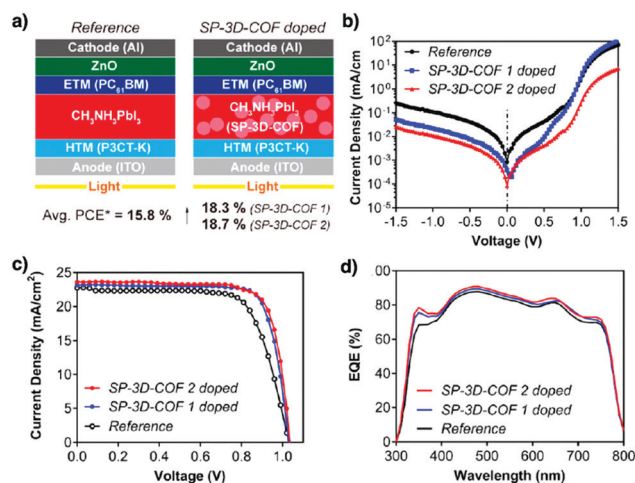 a)
Reference
SP-3D-COF doped
Cathode (Al)
Cathode (Al)
ZnO
ZnO
ETM (PC₆₁BM)
ETM (PC₆₁BM)
CH₃NH₃PbI₃
CH₃NH₃PbI₃
(SP-3D-COF)
HTM (P3CT-K)
HTM (P3CT-K)
Anode (ITO)
Anode (ITO)
Light
Light
Avg. PCE* = 15.8 %
18.3 % (SP-3D-COF 1)
18.7 % (SP-3D-COF 2)
b)
Current Density (mA/cm
10²
10¹
10⁰
10⁻¹
10⁻²
10⁻³
10⁻⁴
10⁻⁵
Reference
SP-3D-COF 1 doped
SP-3D-COF 2 doped
-1.5 -1.0 -0.5 0.0 0.5 1.0 1.5
Voltage (V)
c)
Current Density (mA/cm²)
25
20
15
10
5
0
SP-3D-COF 2 doped
SP-3D-COF 1 doped
Reference
0.0 0.2 0.4 0.6 0.8 1.0
Voltage (V)
d)
EQE (%)
00
80
60
40
20
0
SP-3D-COF 2 doped
SP-3D-COF 1 doped
Reference
300 400 500 600 700 800
Wavelength (nm)